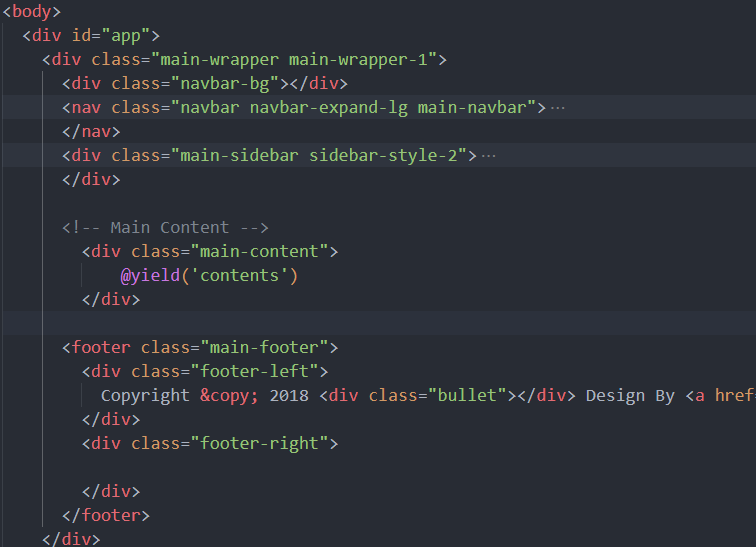 <body>
<div id="app">
<div class="main-wrapper main-wrapper-1">
<div class="navbar-bg"></div>
<nav class="navbar navbar-expand-lg main-navbar">…
</nav>
<div class="main-sidebar sidebar-style-2">…
</div>
<!-- Main Content -->
<div class="main-content">
@yield('contents')
</div>
<footer class="main-footer">
<div class="footer-left">
Copyright &copy; 2018 <div class="bullet"></div> Design By <a href
</div>
<div class="footer-right">
</div>
</footer>
</div>